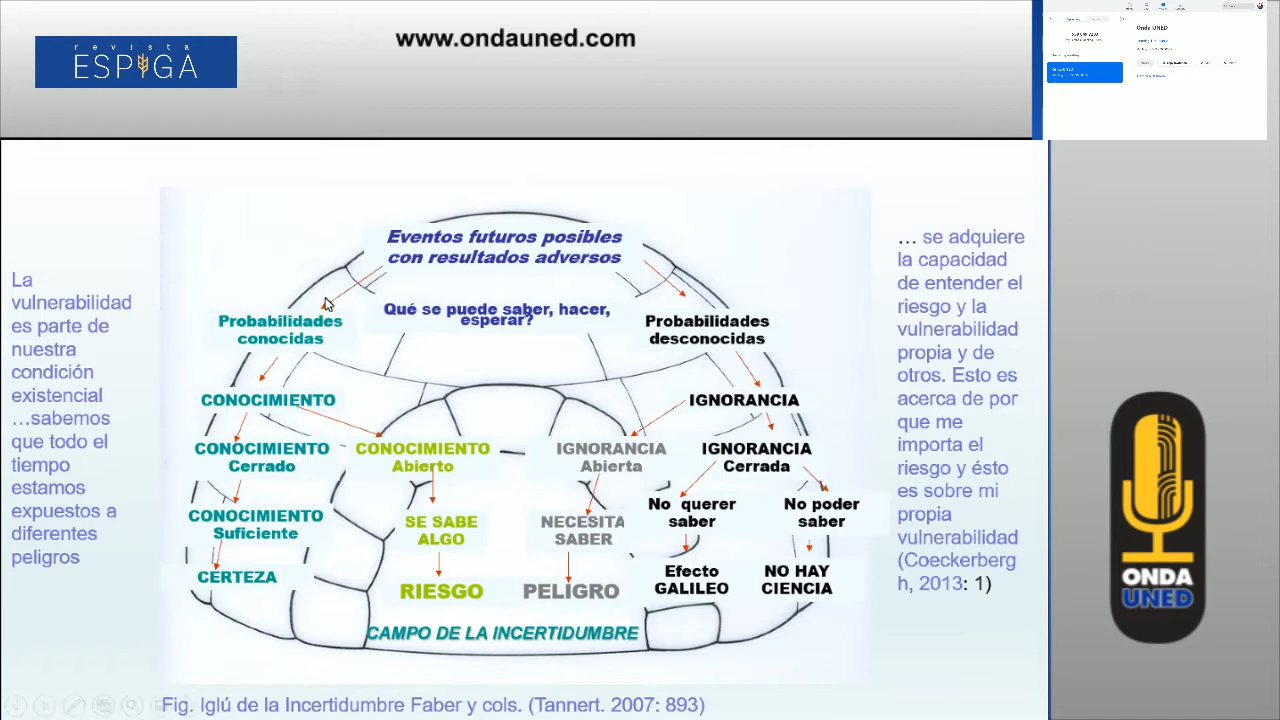 revista
ESPIGA
www.ondauned.com
Onda UNED
La
vulnerabilidad
es parte de
nuestra
condición
existencial
…sabemos
que todo el
tiempo
estamos
expuestos a
diferentes
peligros
Eventos futuros posibles
con resultados adversos
Qué se puede saber, hacer,
esperar?
Probabilidades
conocidas
Probabilidades
desconocidas
CONOCIMIENTO
IGNORANCIA
CONOCIMIENTO
Cerrado
CONOCIMIENTO
Abierto
IGNORANCIA
Abierta
IGNORANCIA
Cerrada
CONOCIMIENTO
Suficiente
SE SABE
ALGO
NECESITA
SABER
No querer
saber
No poder
saber
CERTEZA
RIESGO
PELIGRO
Efecto
GALILEO
NO HAY
CIENCIA
CAMPO DE LA INCERTIDUMBRE
… se adquiere
la capacidad
de entender el
riesgo y la
vulnerabilidad
propia y de
otros. Esto es
acerca de por
que me
importa el
riesgo y ésto
es sobre mi
propia
vulnerabilidad
(Coeckerberg
h, 2013: 1)
Fig. Iglú de la Incertidumbre Faber y cols. (Tannert. 2007: 893)
ONDA
UNED